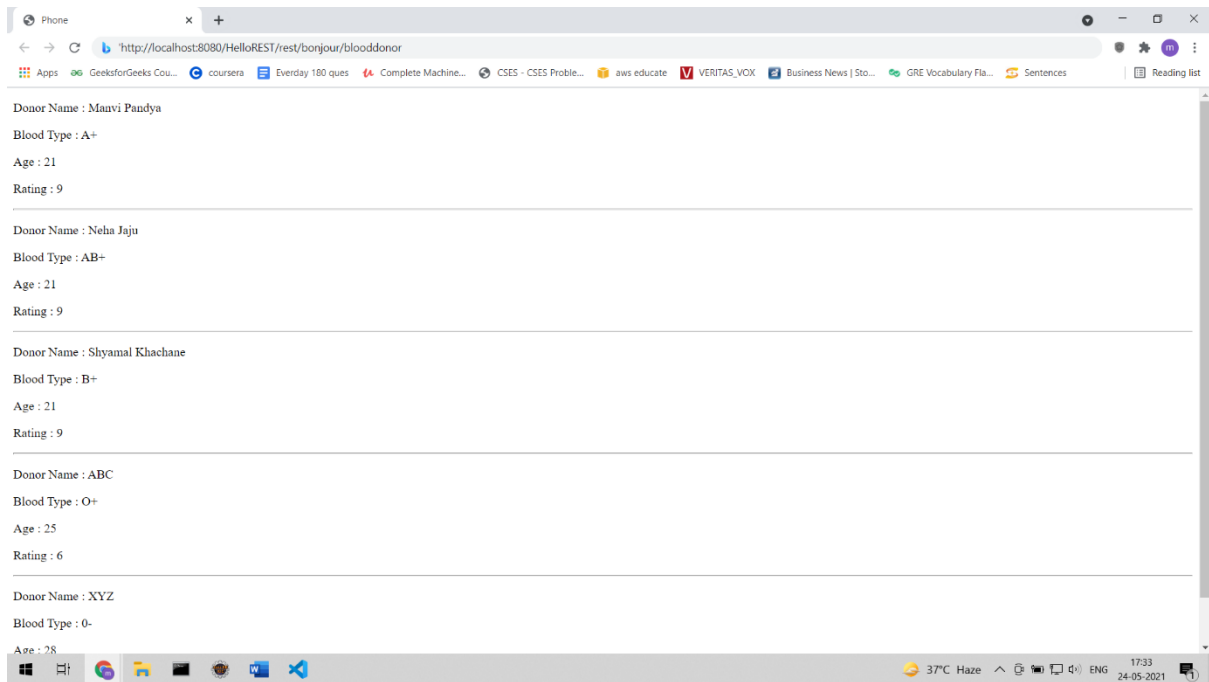 Phone
'http://localhost:8080/HelloREST/rest/bonjour/blooddonor
m
Apps GeeksforGeeks Cou... coursera Everday 180 ques Complete Machine... CSES - CSES Proble... aws educate VERITAS_VOX Business News | Sto... GRE Vocabulary Fla... Sentences Reading list
Donor Name : Manvi Pandya
Blood Type : A+
Age : 21
Rating : 9
Donor Name : Neha Jaju
Blood Type : AB+
Age : 21
Rating : 9
Donor Name : Shyamal Khachane
Blood Type : B+
Age : 21
Rating : 9
Donor Name : ABC
Blood Type : O+
Age : 25
Rating : 6
Donor Name : XYZ
Blood Type : 0-
Age : 28
37°C Haze ENG 17:33
24-05-2021